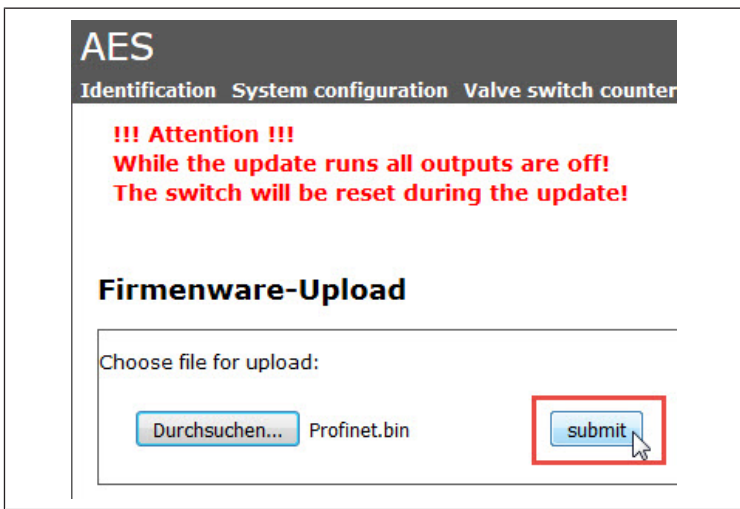 AES
Identification System configuration Valve switch counter
!!! Attention !!!
While the update runs all outputs are off!
The switch will be reset during the update!
Firmenware-Upload
Choose file for upload:
Durchsuchen... Profinet.bin submit